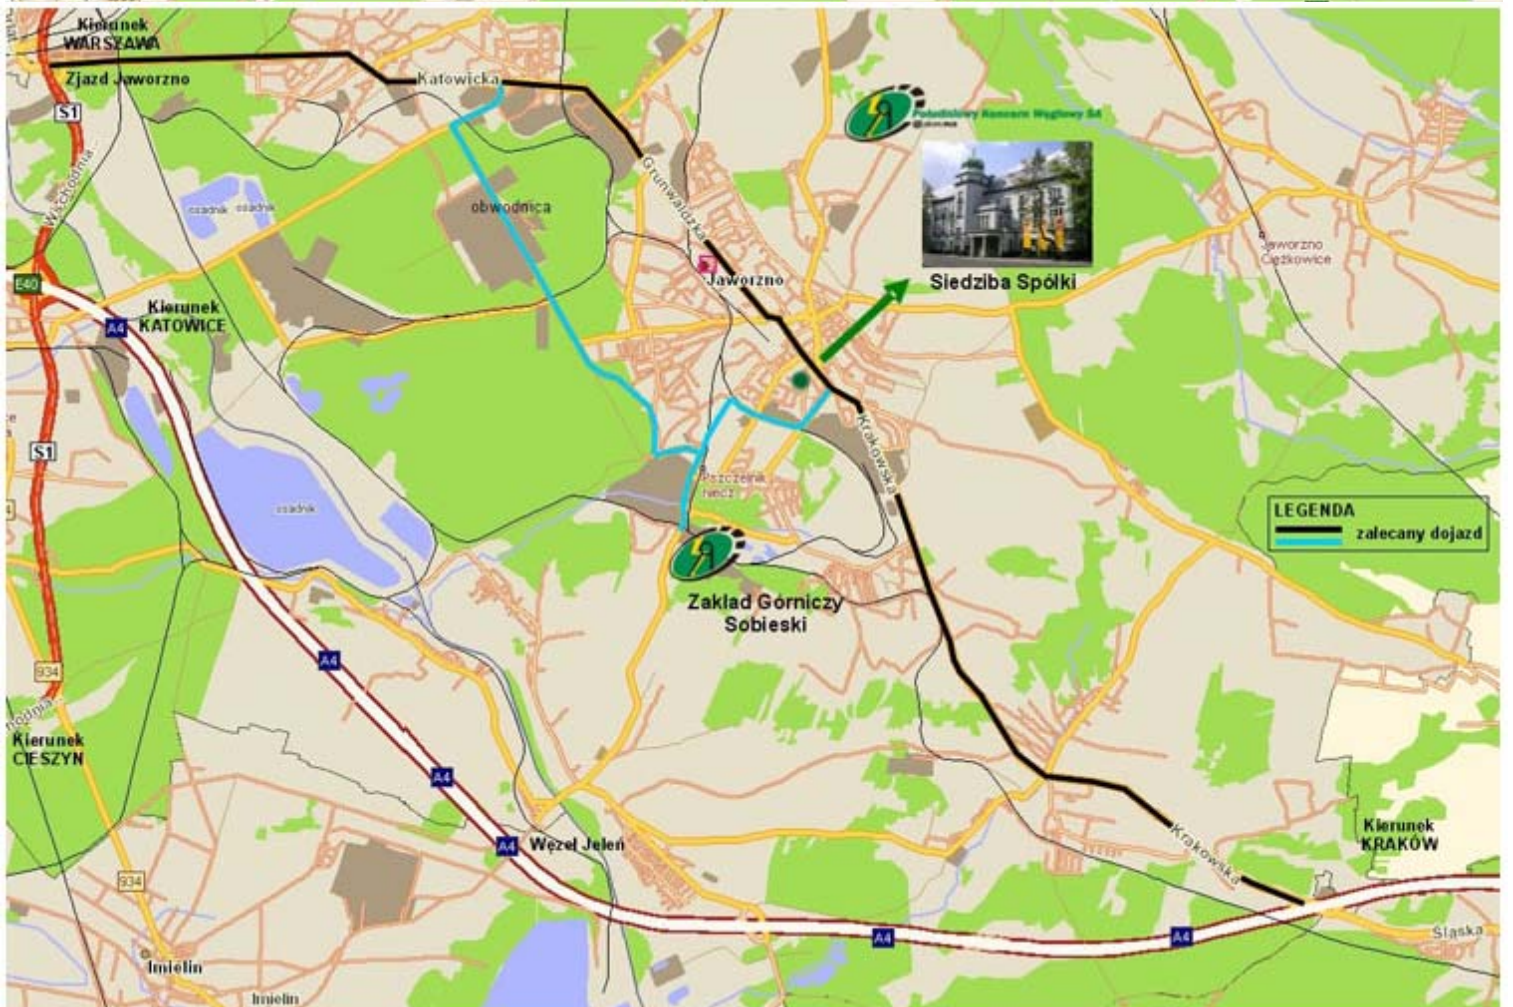 Kierunek
WARSZAWA
Zjazd Jaworzno
Katowicka
S1
Wschodnia
Grunwaldzka
Południowy Koncern Węglowy SA
osadnik
osadnik
obwodnica
Jaworzno
Ciężkowice
Jaworzno
Siedziba Spółki
E40
A4
Kierunek
KATOWICE
S1
Krakowska
osadnik
LEGENDA
zalecany dojazd
Zakład Górniczy
Sobieski
A4
934
Kierunek
CIESZYN
A4
A4
Węzeł Jeleń
Krakowska
Kierunek
KRAKÓW
934
A4
A4
Śląska
Imielin
Imielin